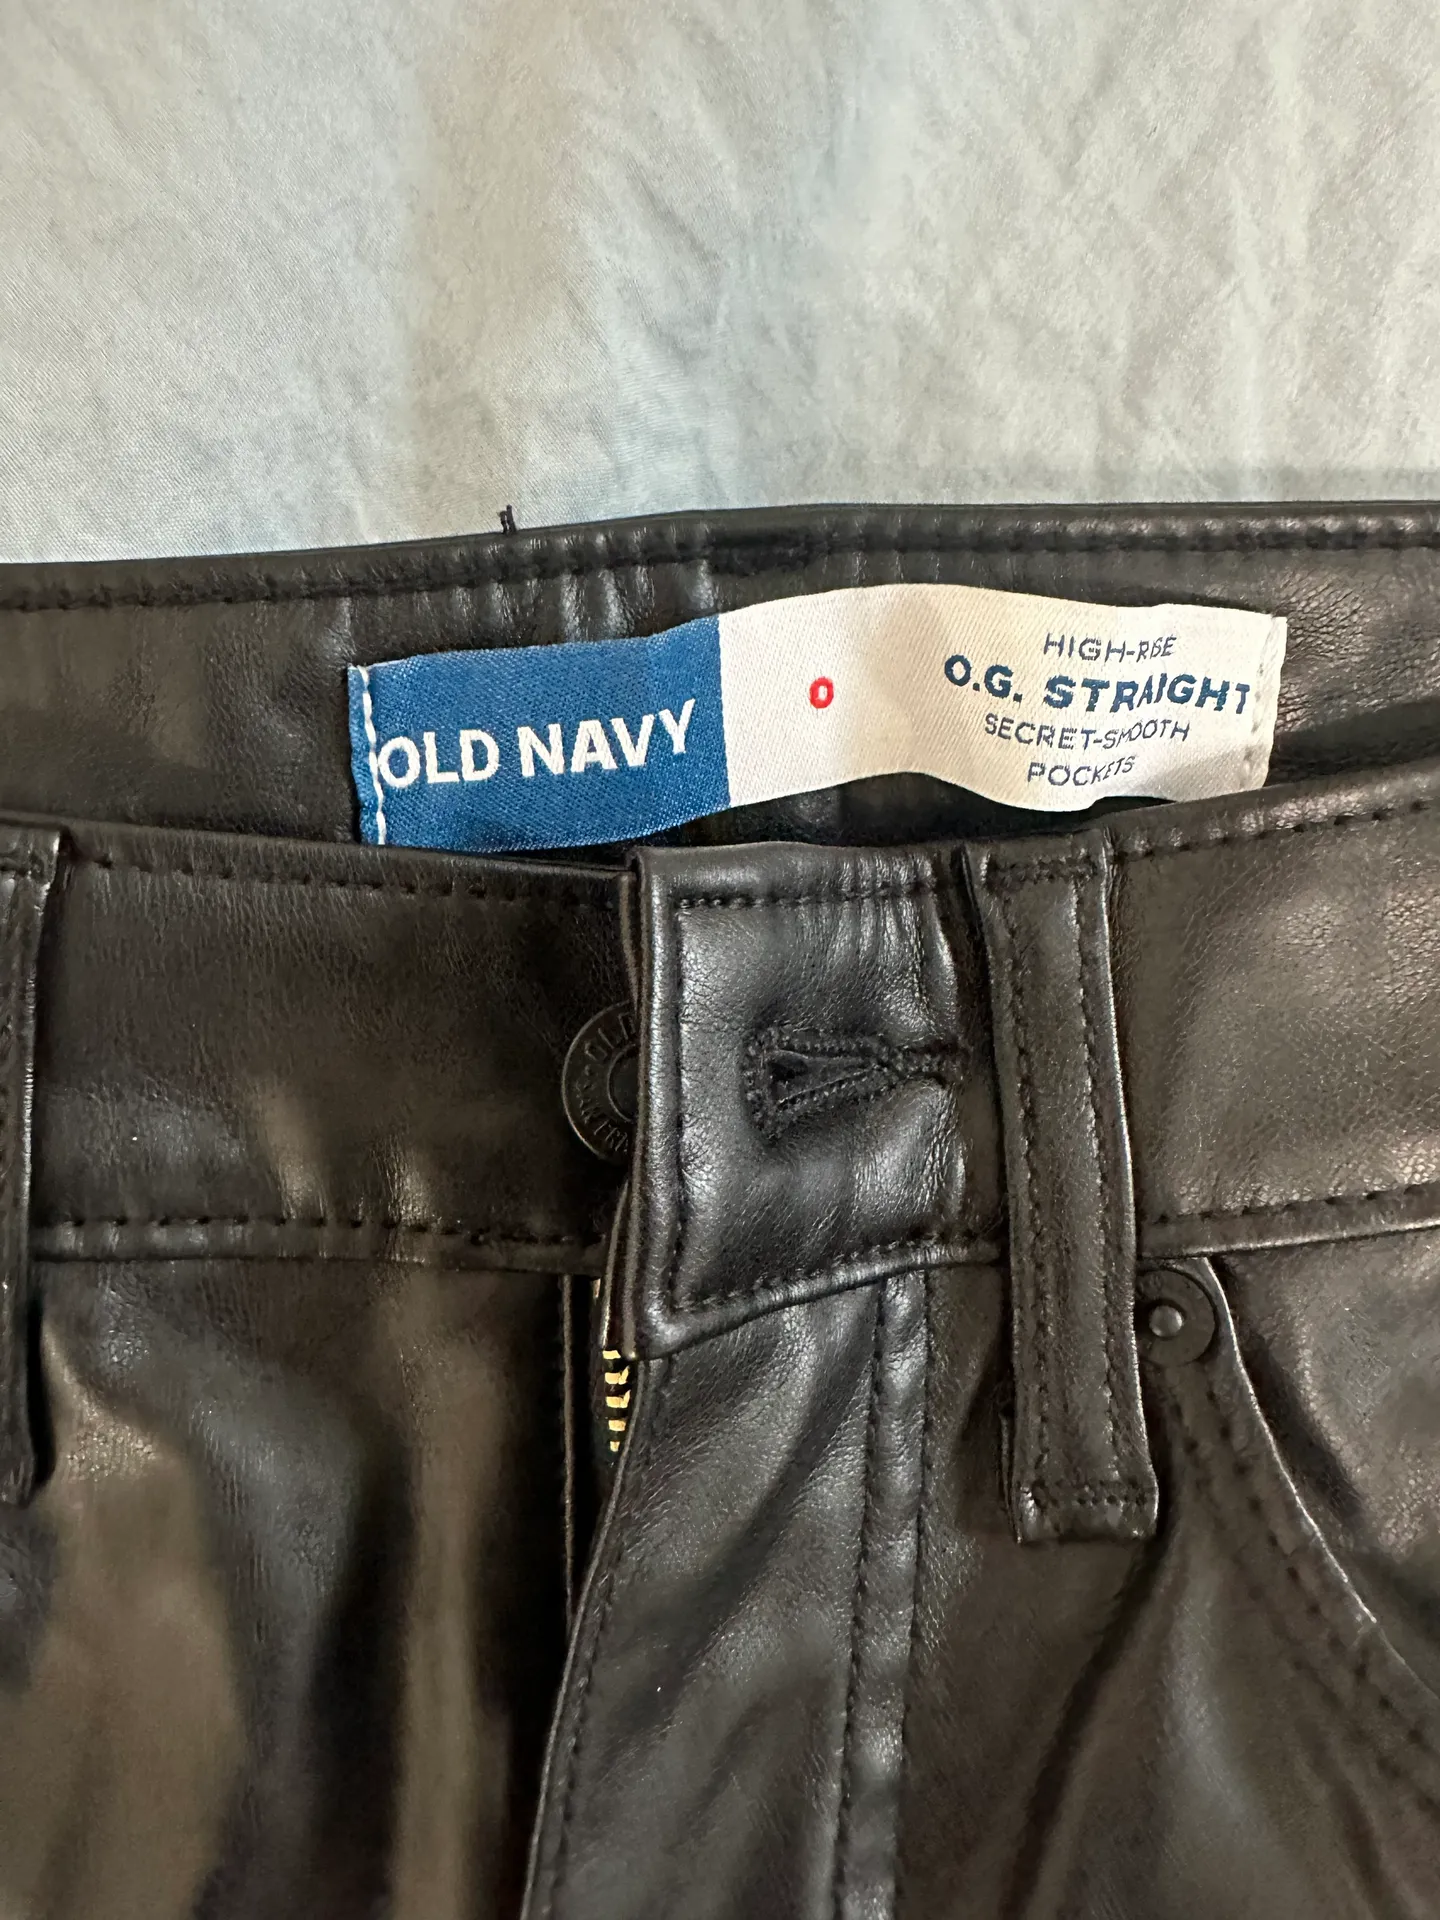 OLD NAVY
0
HIGH-RISE
O.G. STRAIGHT
SECRET-SMOOTH
POCKETS